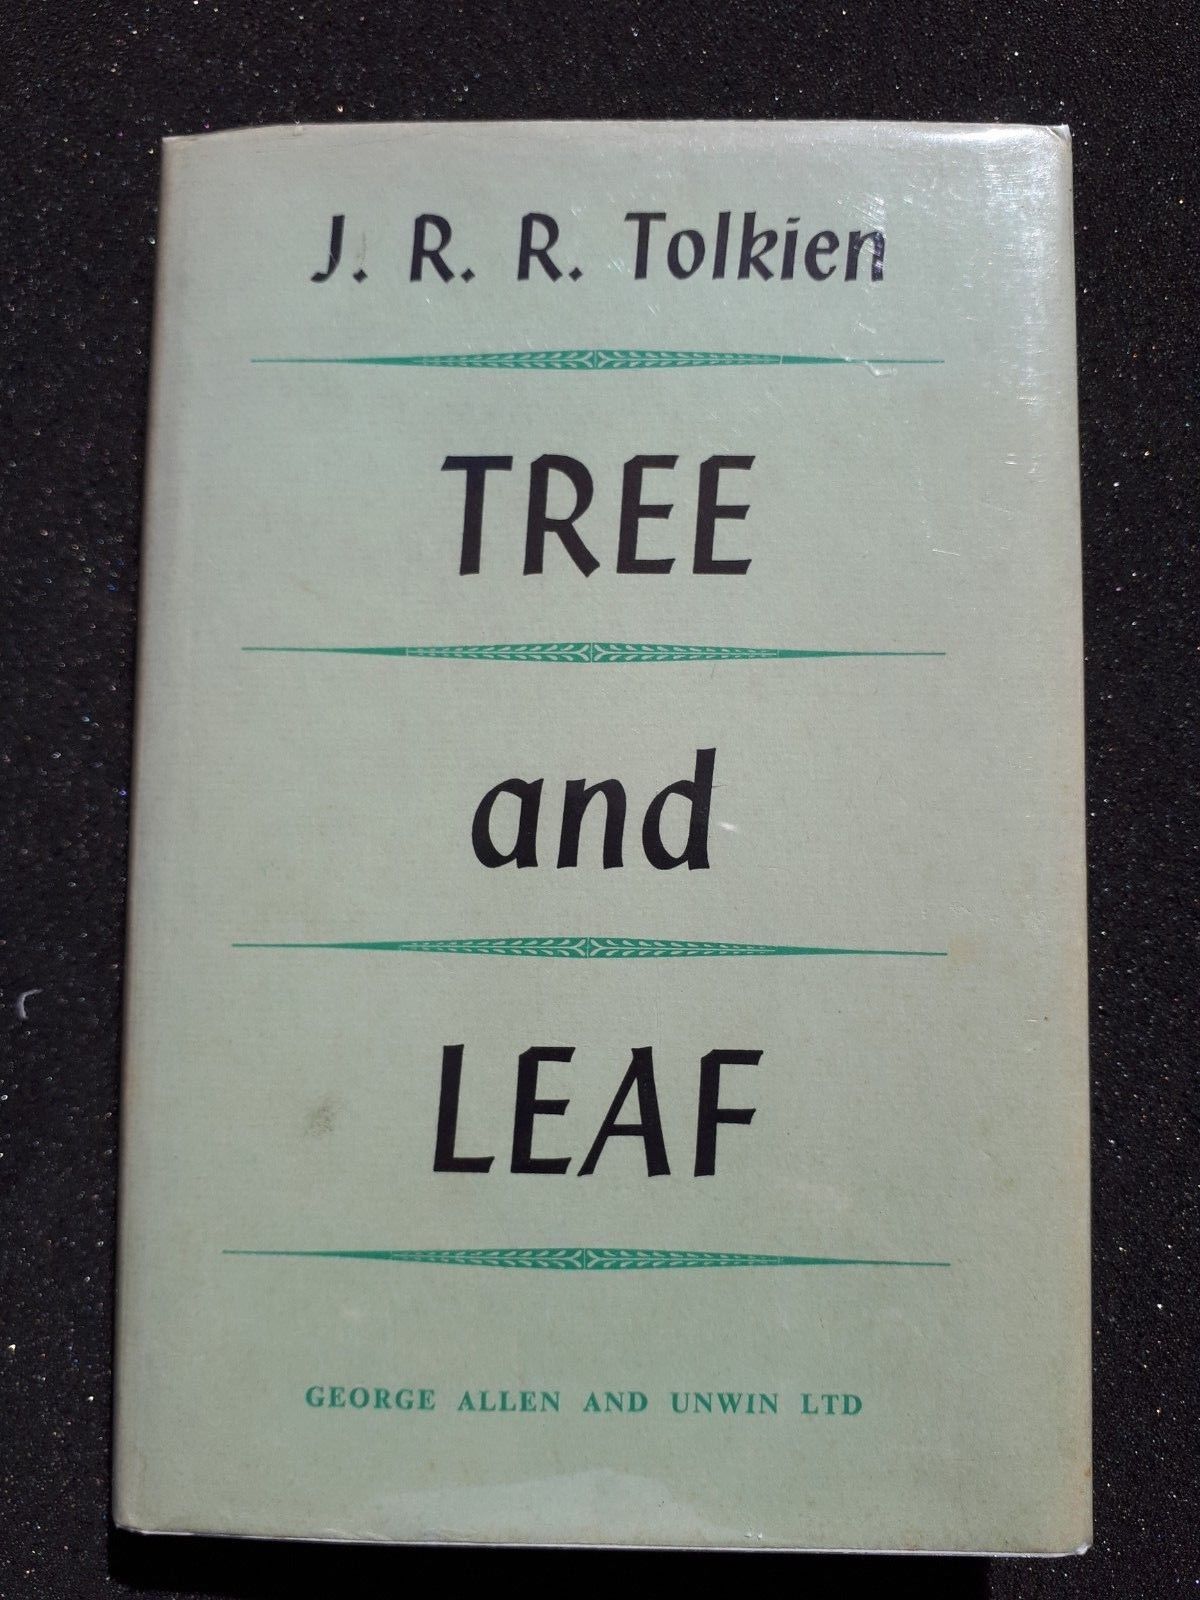 J. R. R. Tolkien
TREE
and
LEAF
GEORGE ALLEN AND UNWIN LTD